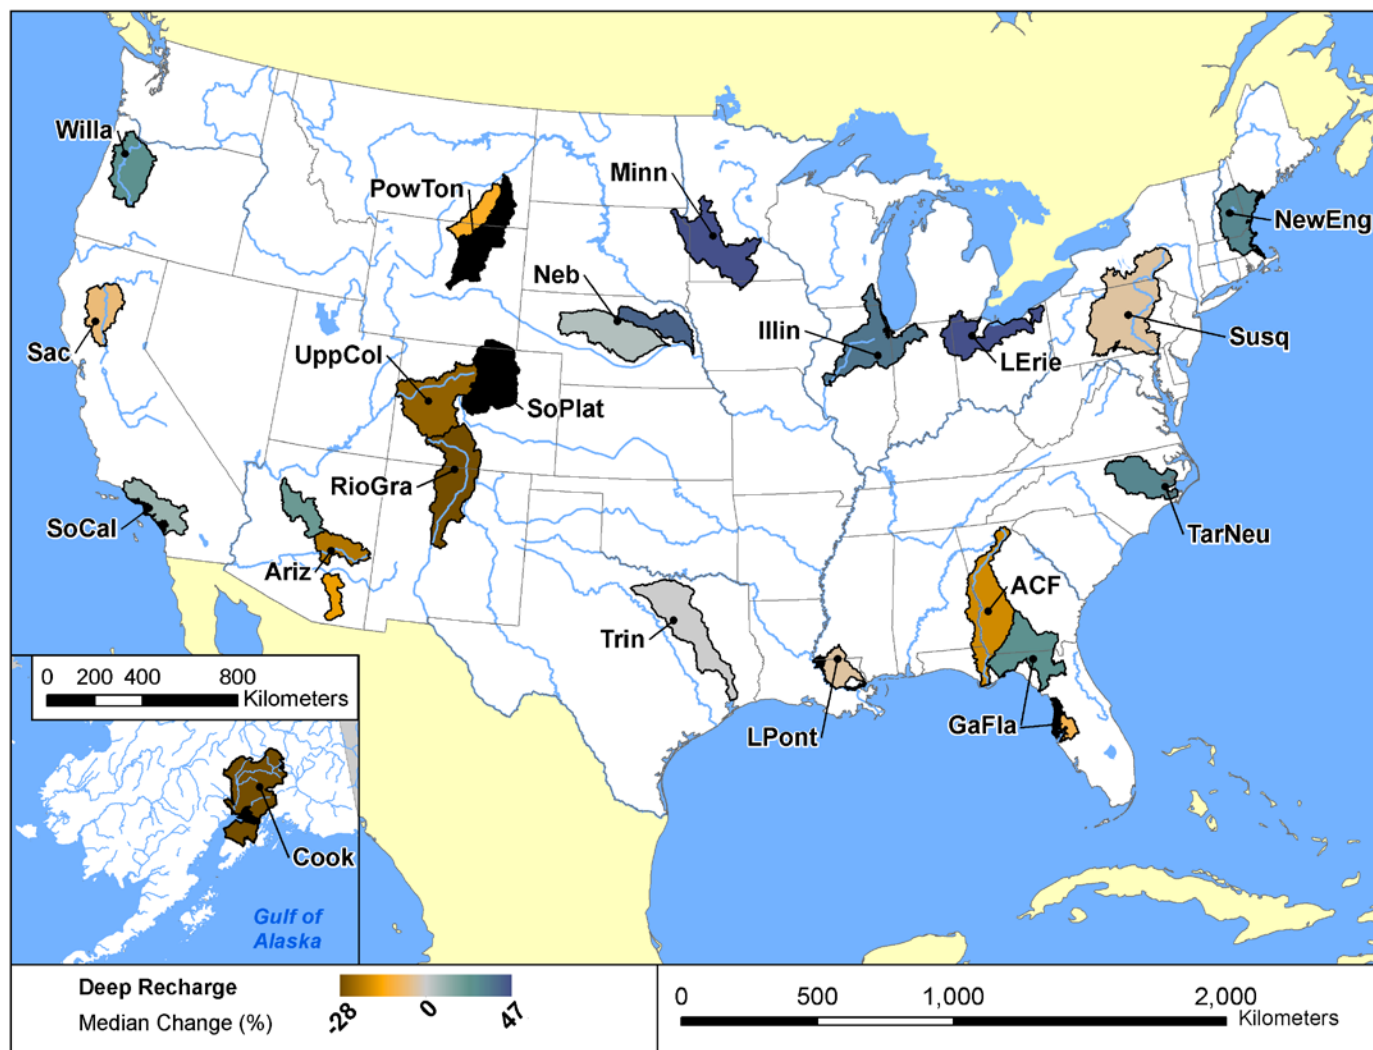 Willa
PowTon
Minn
NewEng
Neb
Illin
LErie
Susq
Sac
UppCol
SoPlat
RioGra
SoCal
TarNeu
Ariz
ACF
Trin
GaFla
LPont
0 200 400 800
Kilometers
Cook
Gulf of
Alaska
Deep Recharge
Median Change (%)
-28 0 47
0 500 1,000 2,000
Kilometers